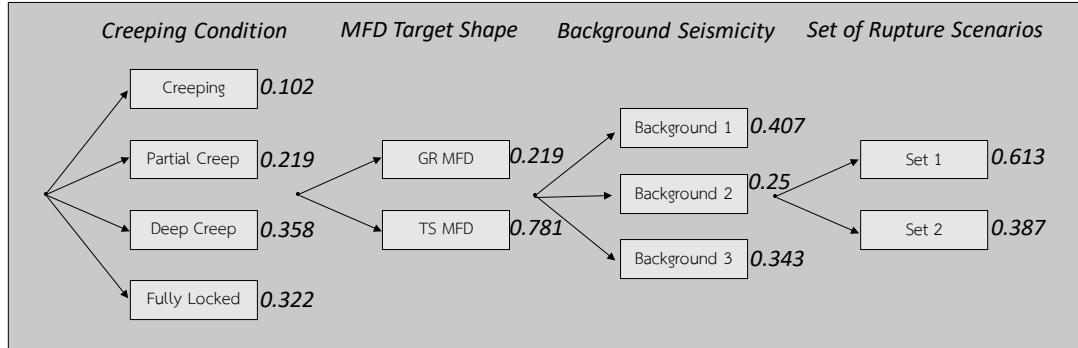 Creeping Condition
MFD Target Shape
Background Seismicity
Set of Rupture Scenarios
Creeping 0.102
Partial Creep 0.219
Deep Creep 0.358
Fully Locked 0.322
GR MFD 0.219
TS MFD 0.781
Background 1 0.407
Background 2 0.25
Background 3 0.343
Set 1 0.613
Set 2 0.387